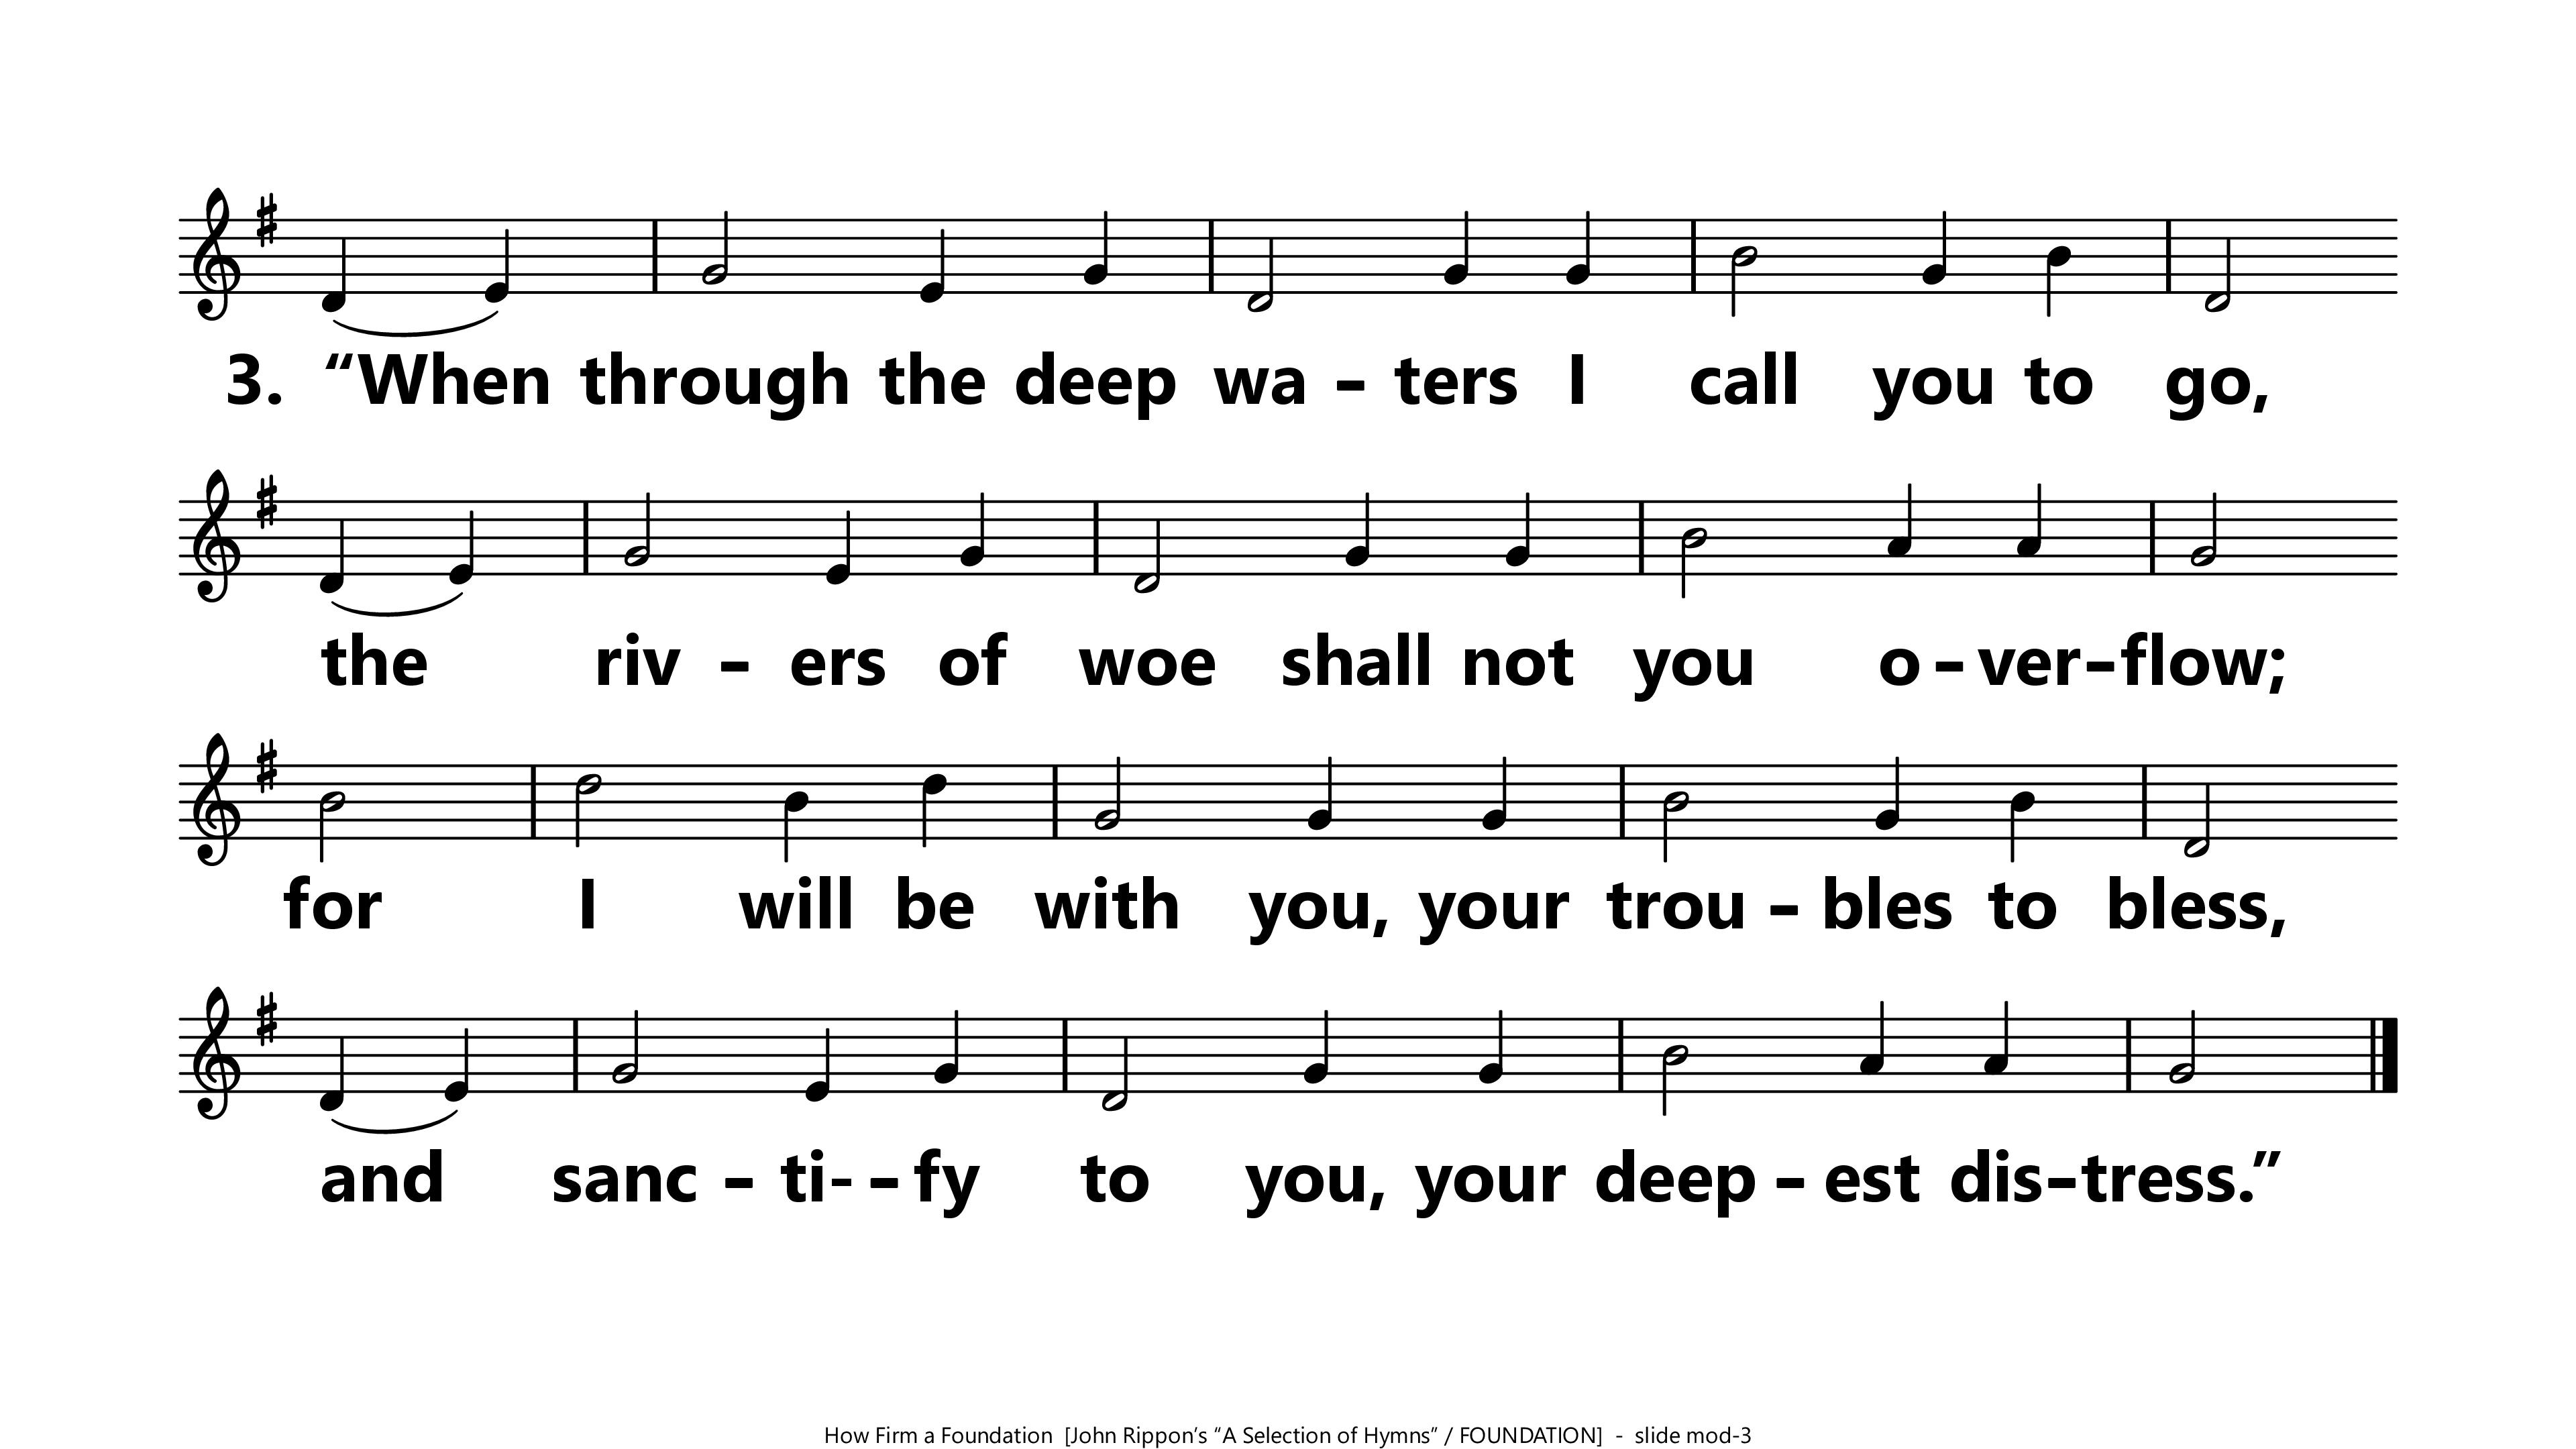 3. “When through the deep wa - ters I call you to go,
the riv - ers of woe shall not you o - ver - flow;
for I will be with you, your trou - bles to bless,
and sanc - ti- - fy to you, your deep - est dis - tress.”
How Firm a Foundation [John Rippon’s “A Selection of Hymns” / FOUNDATION] - slide mod-3